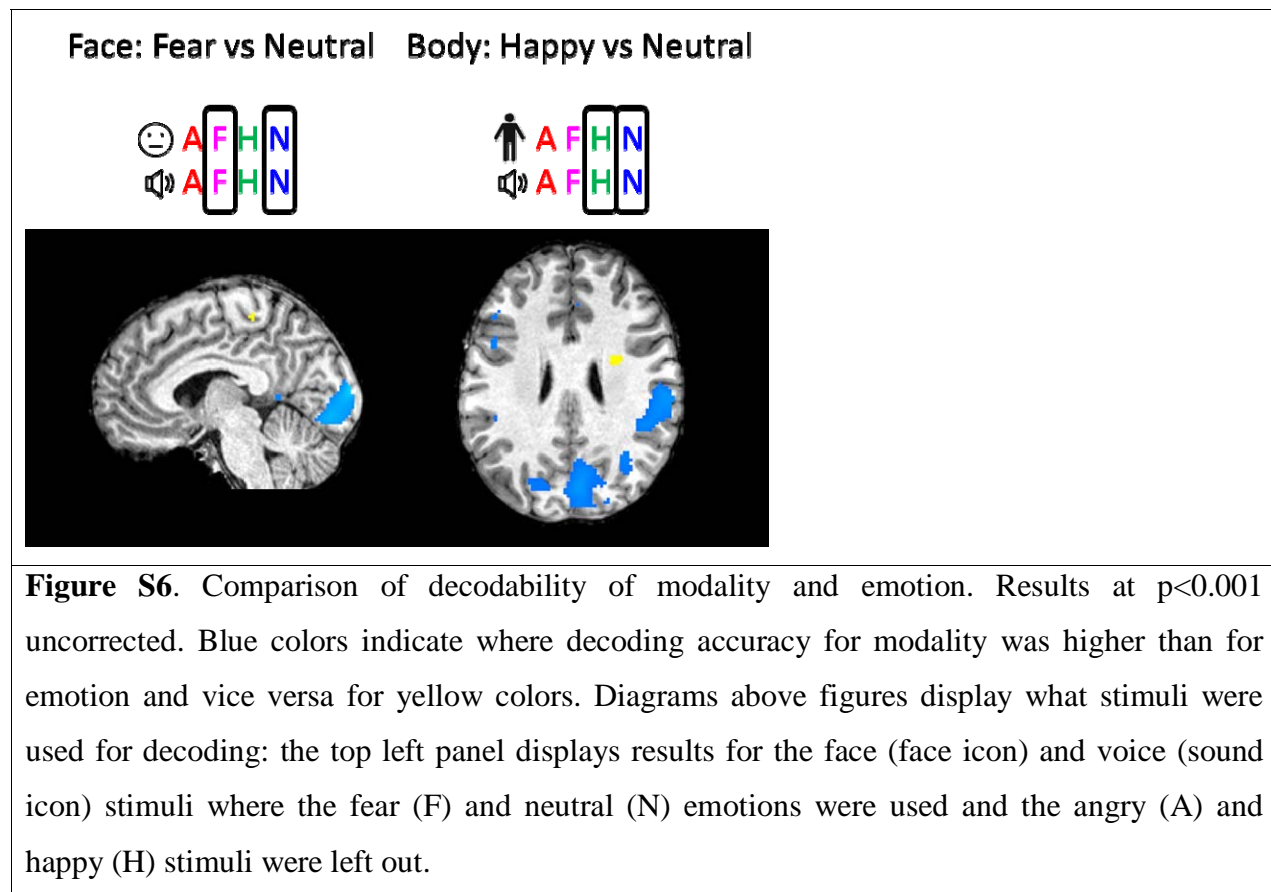 Face: Fear vs Neutral Body: Happy vs Neutral
A F H N A F H N
A F H N A F H N
Figure S6. Comparison of decodability of modality and emotion. Results at p<0.001
uncorrected. Blue colors indicate where decoding accuracy for modality was higher than for
emotion and vice versa for yellow colors. Diagrams above figures display what stimuli were
used for decoding: the top left panel displays results for the face (face icon) and voice (sound
icon) stimuli where the fear (F) and neutral (N) emotions were used and the angry (A) and
happy (H) stimuli were left out.